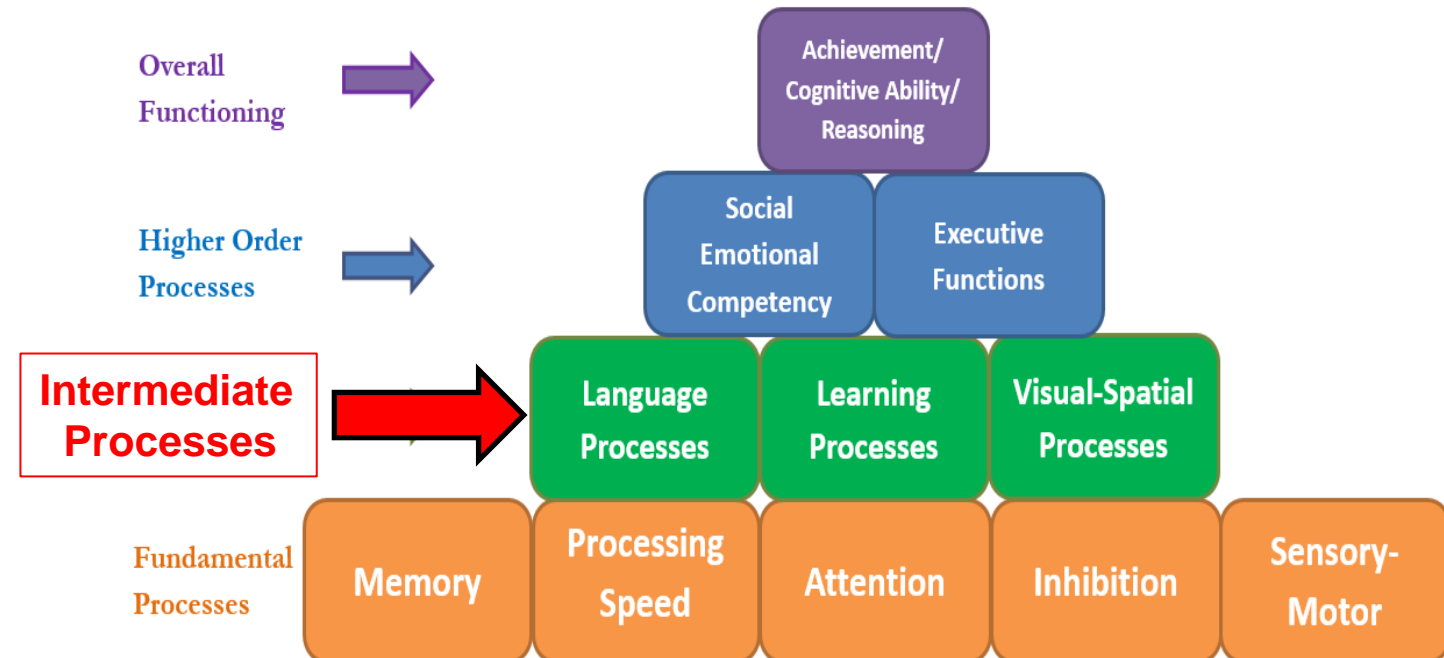 Overall
Functioning
Achievement/
Cognitive Ability/
Reasoning
Higher Order
Processes
Social
Emotional
Competency
Executive
Functions
Intermediate
Processes
Language
Processes
Learning
Processes
Visual-Spatial
Processes
Fundamental
Processes
Memory
Processing
Speed
Attention
Inhibition
Sensory-
Motor